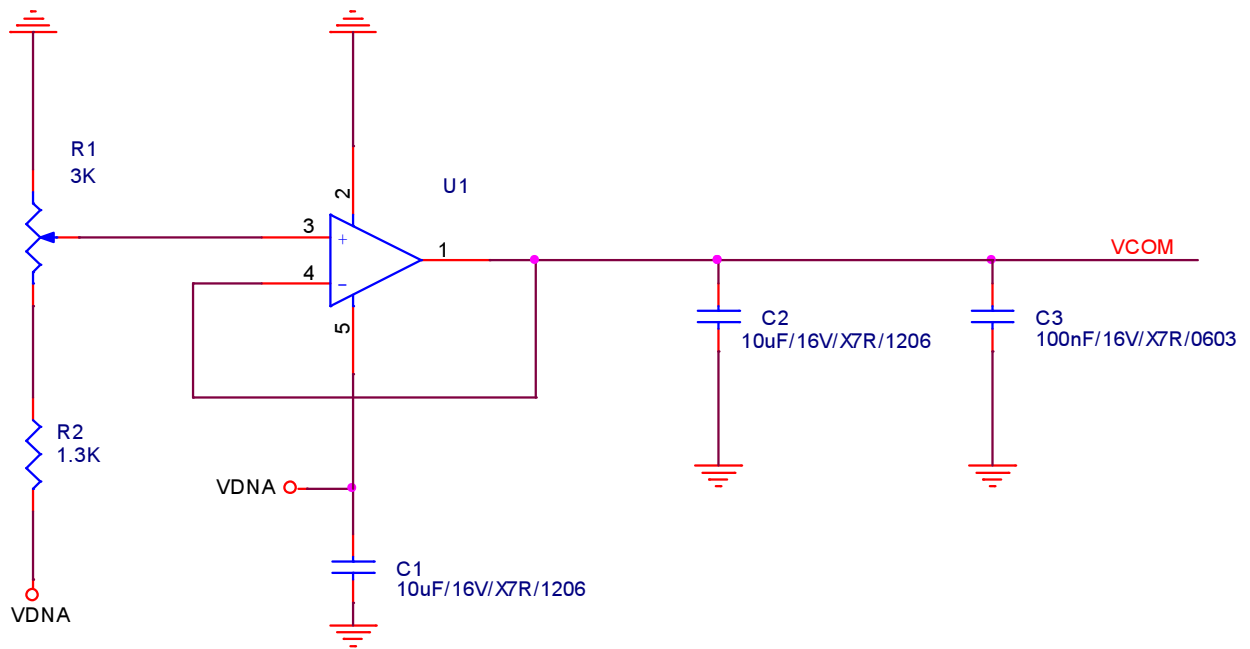 R1
3K
U1
2
3
+
1
VCOM
4
-
5
C2
10uF/16V/X7R/1206
C3
100nF/16V/X7R/0603
R2
1.3K
VDNA
C1
10uF/16V/X7R/1206
VDNA